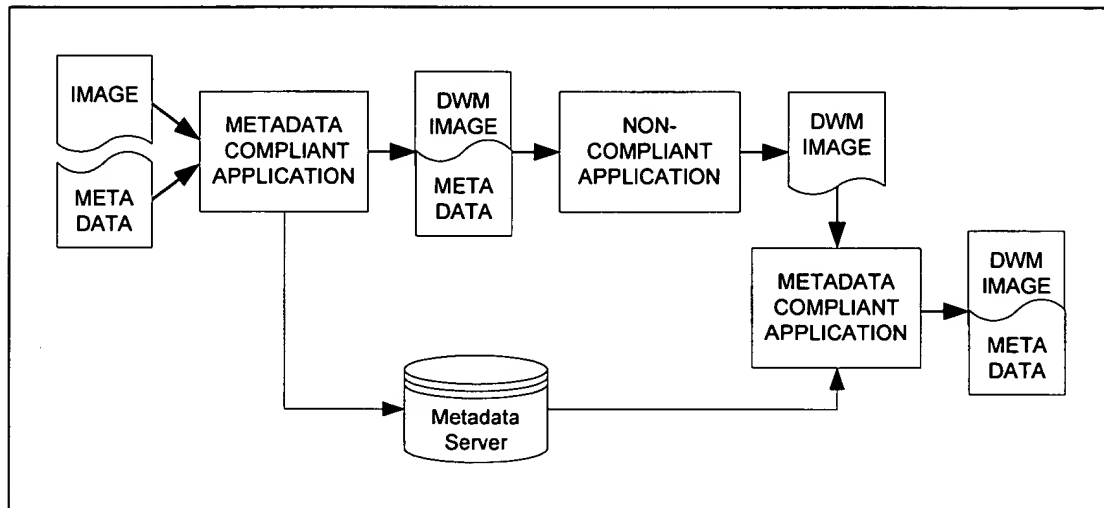 IMAGE
META
DATA
METADATA
COMPLIANT
APPLICATION
DWM
IMAGE
META
DATA
NON-
COMPLIANT
APPLICATION
DWM
IMAGE
METADATA
COMPLIANT
APPLICATION
DWM
IMAGE
META
DATA
Metadata
Server